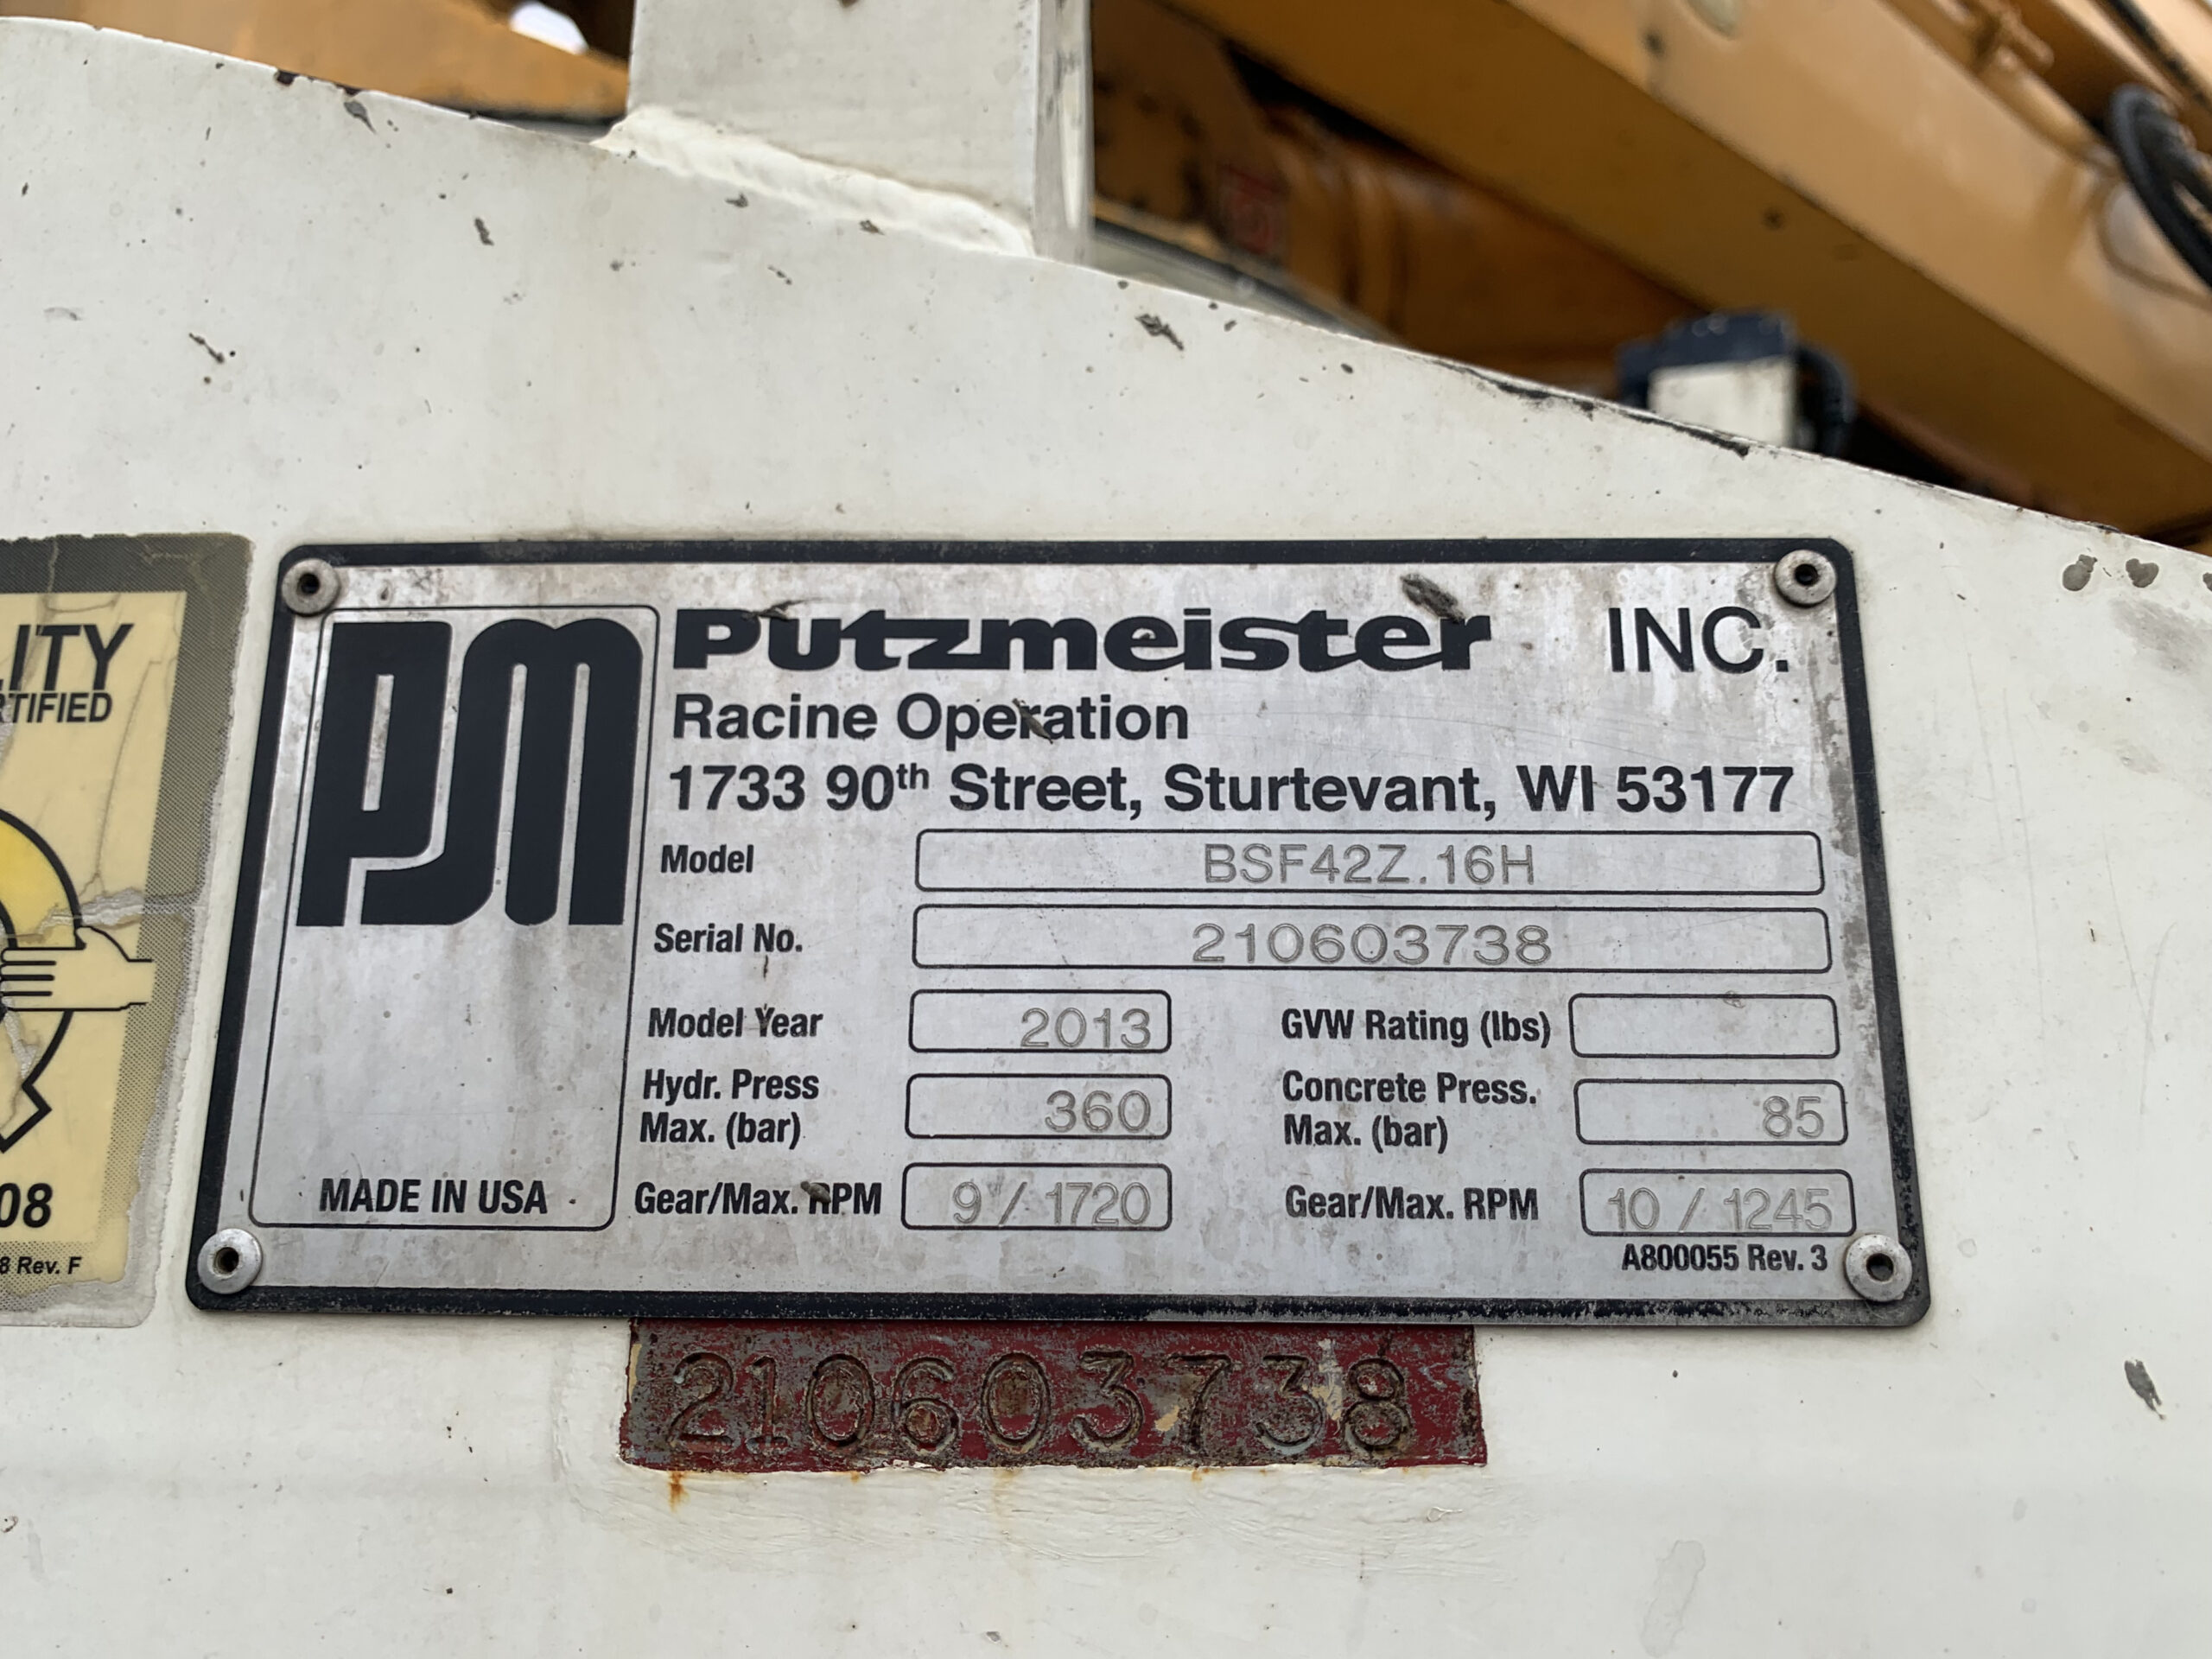 LITY
RTIFIED
08
8 Rev. F
PM
MADE IN USA
Putzmeister INC.
Racine Operation
1733 90th Street, Sturtevant, WI 53177
Model BSF42Z.16H
Serial No. 210603738
Model Year 2013 GVW Rating (lbs)
Hydr. Press Max. (bar) 360 Concrete Press. Max. (bar) 85
Gear/Max. RPM 9 / 1720 Gear/Max. RPM 10 / 1245
A800055 Rev. 3
210603738